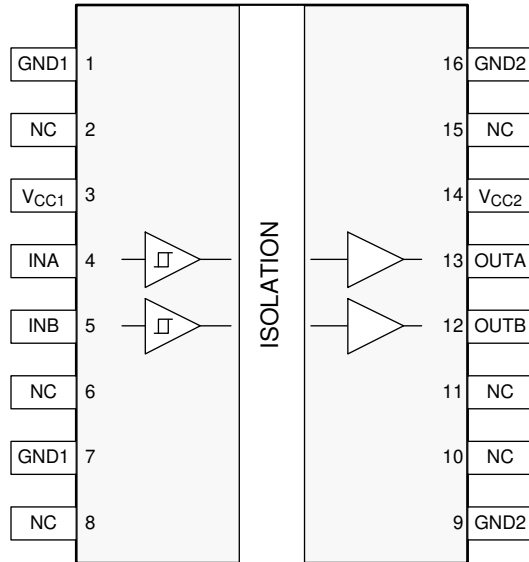 GND1 1 16 GND2
NC 2 15 NC
VCC1 3 14 VCC2
INA 4 13 OUTA
INB 5 12 OUTB
NC 6 11 NC
GND1 7 10 NC
NC 8 9 GND2
ISOLATION